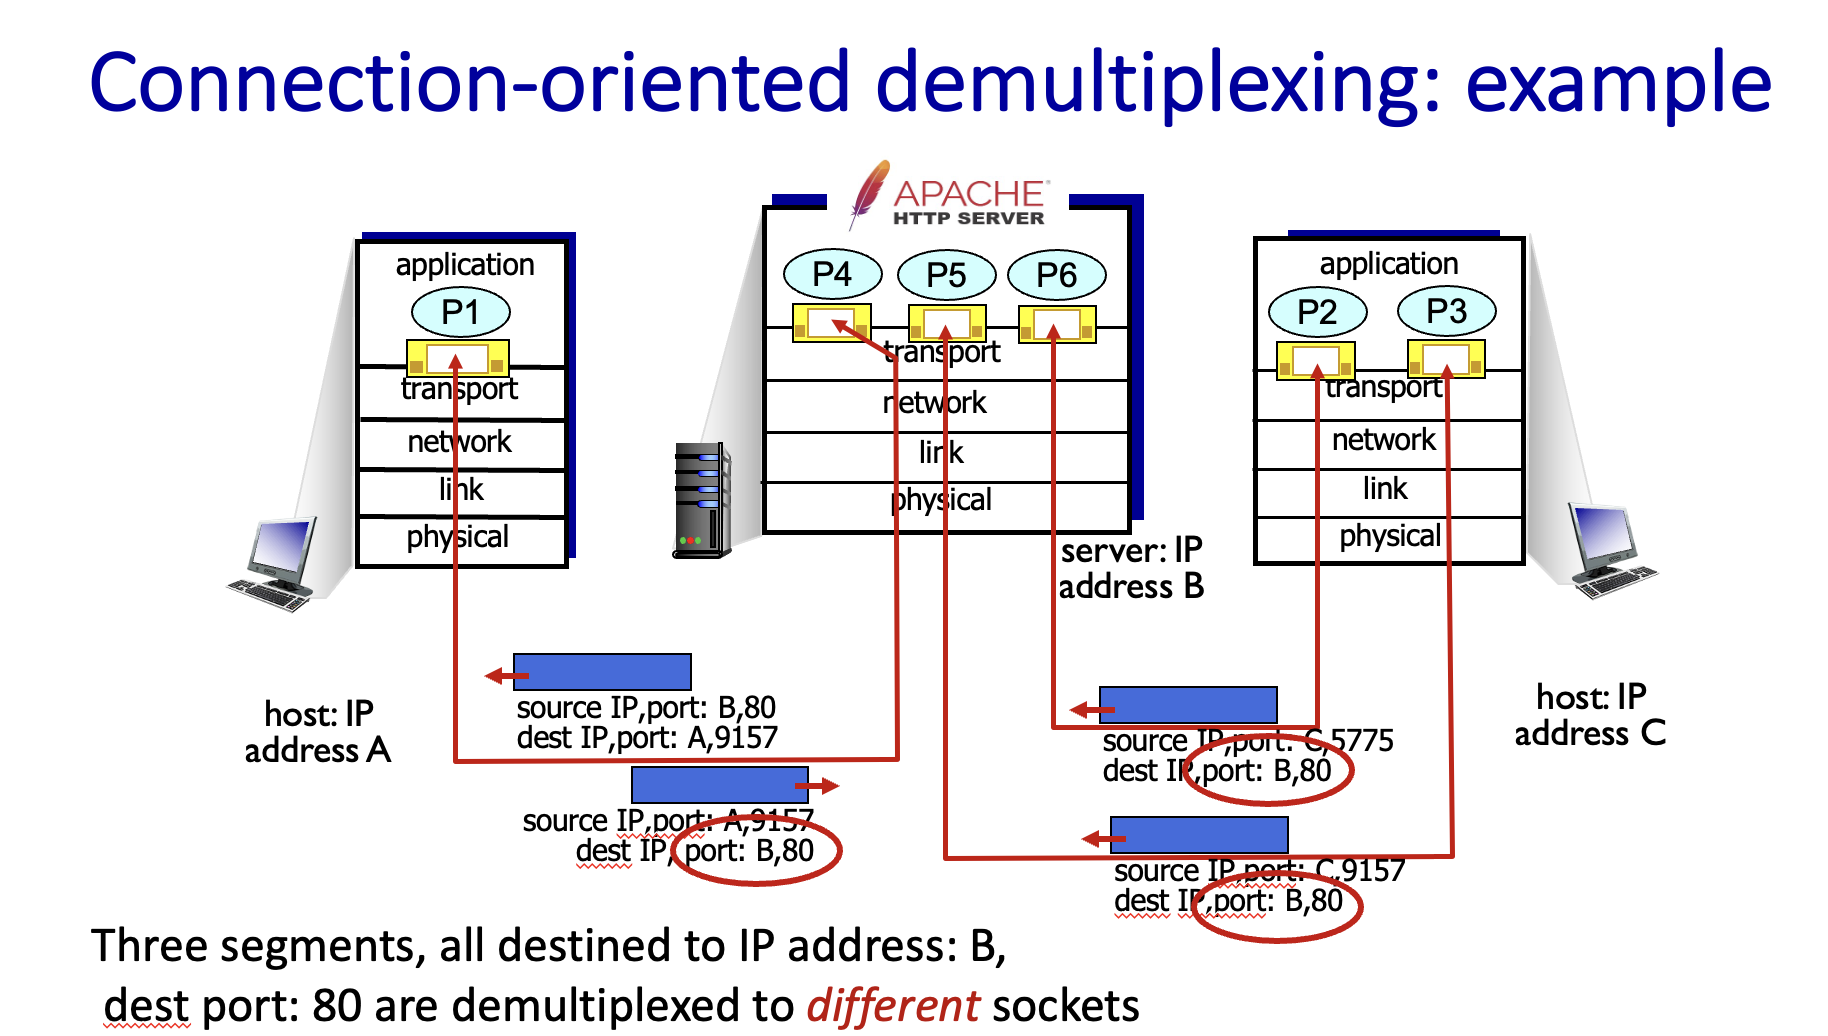 Connection-oriented demultiplexing: example
APACHE
HTTP SERVER
application
P1
transport
network
link
physical
P4
P5
P6
transport
network
link
physical
application
P2
P3
transport
network
link
physical
server: IP
address B
host: IP
address A
source IP,port: B,80
dest IP,port: A,9157
source IP,port: A,9157
dest IP, port: B,80
source IP,port: C,5775
dest IP,port: B,80
source IP,port: C,9157
dest IP,port: B,80
host: IP
address C
Three segments, all destined to IP address: B,
dest port: 80 are demultiplexed to different sockets